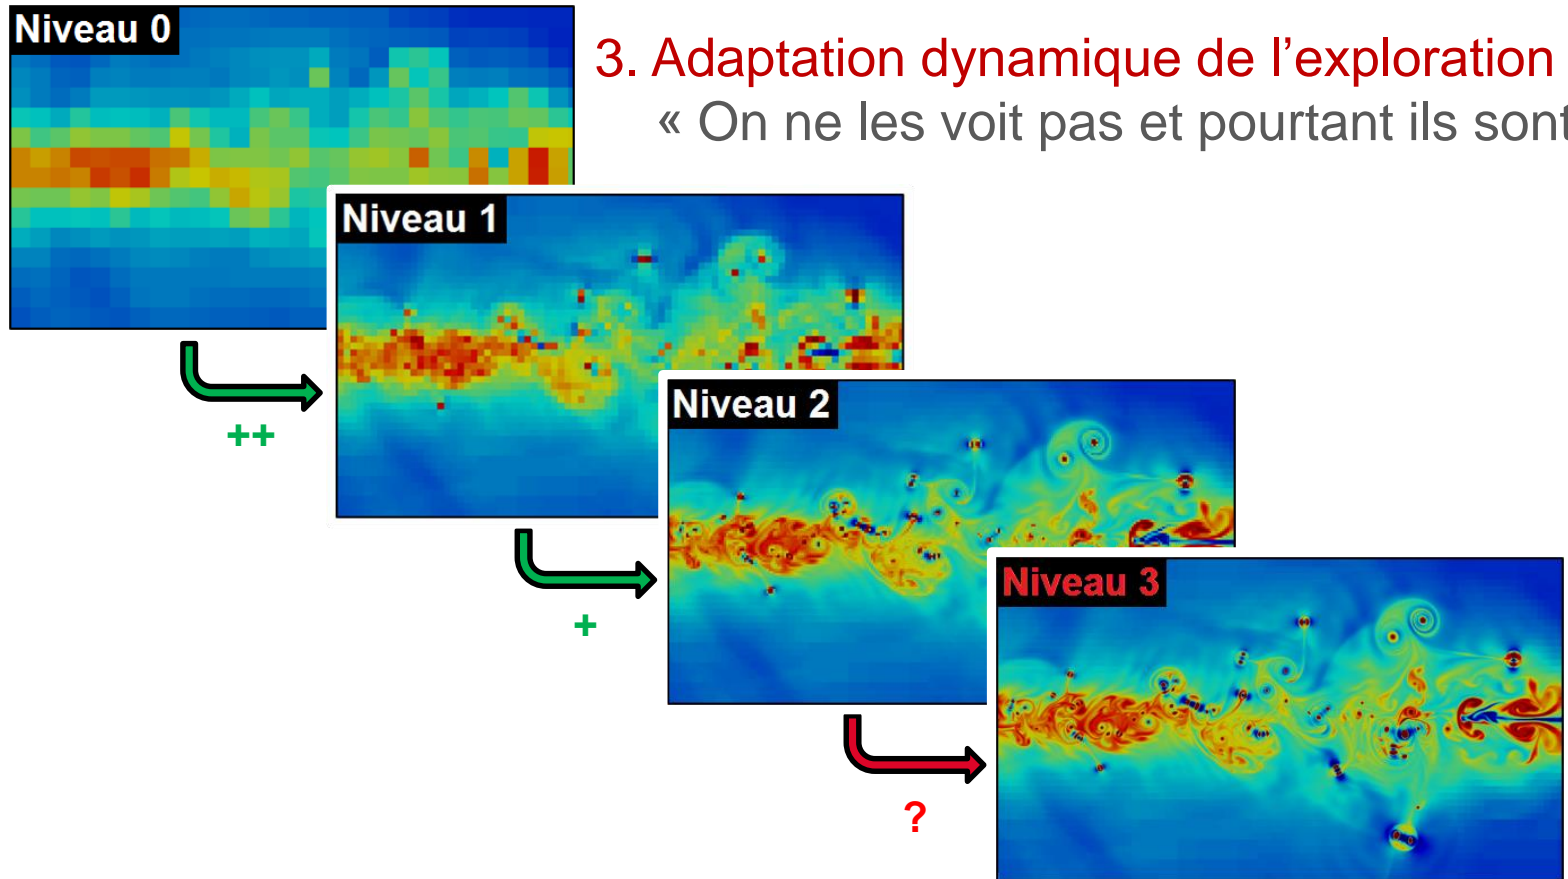 Niveau 0
3. Adaptation dynamique de l’exploration
« On ne les voit pas et pourtant ils sont
Niveau 1
++
Niveau 2
+
Niveau 3
?